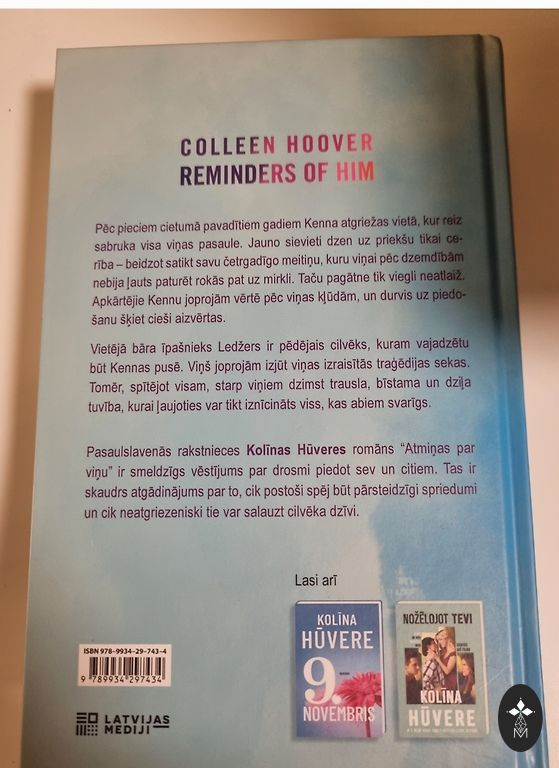 COLLEEN HOOVER
REMINDERS OF HIM
Pēc pieciem cietumā pavadītiem gadiem Kenna atgriežas vietā, kur reiz
sabruka visa viņas pasaule. Jauno sievieti dzen uz priekšu tikai ce-
rība – beidzot satikt savu četrgadīgo meitiņu, kuru viņai pēc dzemdībām
nebija ļauts paturēt rokās pat uz mirkli. Taču pagātne tik viegli neatlaiž.
Apkārtējie Kennu joprojām vērtē pēc viņas kļūdām, un durvis uz piedo-
šanu šķiet cieši aizvērtas.
Vietējā bāra īpašnieks Ledžers ir pēdējais cilvēks, kuram vajadzētu
būt Kennas pusē. Viņš joprojām izjūt viņas izraisītās traģēdijas sekas.
Tomēr, spītējot visam, starp viņiem dzimst trausla, bīstama un dziļa
tuvība, kurai ļaujoties var tikt iznīcināts viss, kas abiem svarīgs.
Pasaulslavenās rakstnieces Kolīnas Hūveres romāns “Atmiņas par
viņu” ir smeldzīgs vēstījums par drosmi piedot sev un citiem. Tas ir
skaudrs atgādinājums par to, cik postoši spēj būt pārsteidzīgi spriedumi
un cik neatgriezeniski tie var salauzt cilvēka dzīvi.
Lasi arī
KOLĪNA
HŪVERE
9.
NOVEMBRIS
NOŽĒLOJOT TEVI
KOLĪNA
HŪVERE
ISBN 978-9934-29-743-4
9 789934 297434
LATVIJAS
MEDIJI